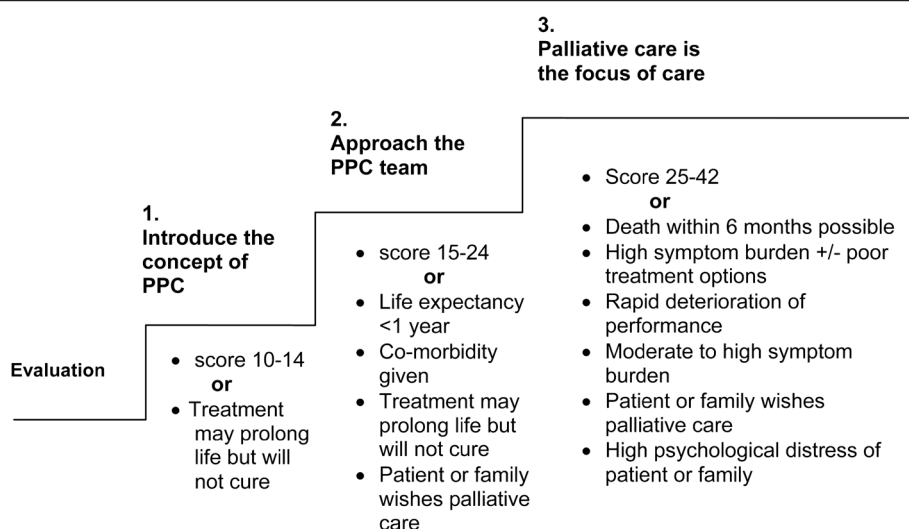 Evaluation
1.
Introduce the
concept of
PPC
• score 10-14
or
• Treatment
may prolong
life but will
not cure
2.
Approach the
PPC team
• score 15-24
or
• Life expectancy
<1 year
• Co-morbidity
given
• Treatment may
prolong life but
will not cure
• Patient or family
wishes palliative
care
3.
Palliative care is
the focus of care
• Score 25-42
or
• Death within 6 months possible
• High symptom burden +/- poor
treatment options
• Rapid deterioration of
performance
• Moderate to high symptom
burden
• Patient or family wishes
palliative care
• High psychological distress of
patient or family